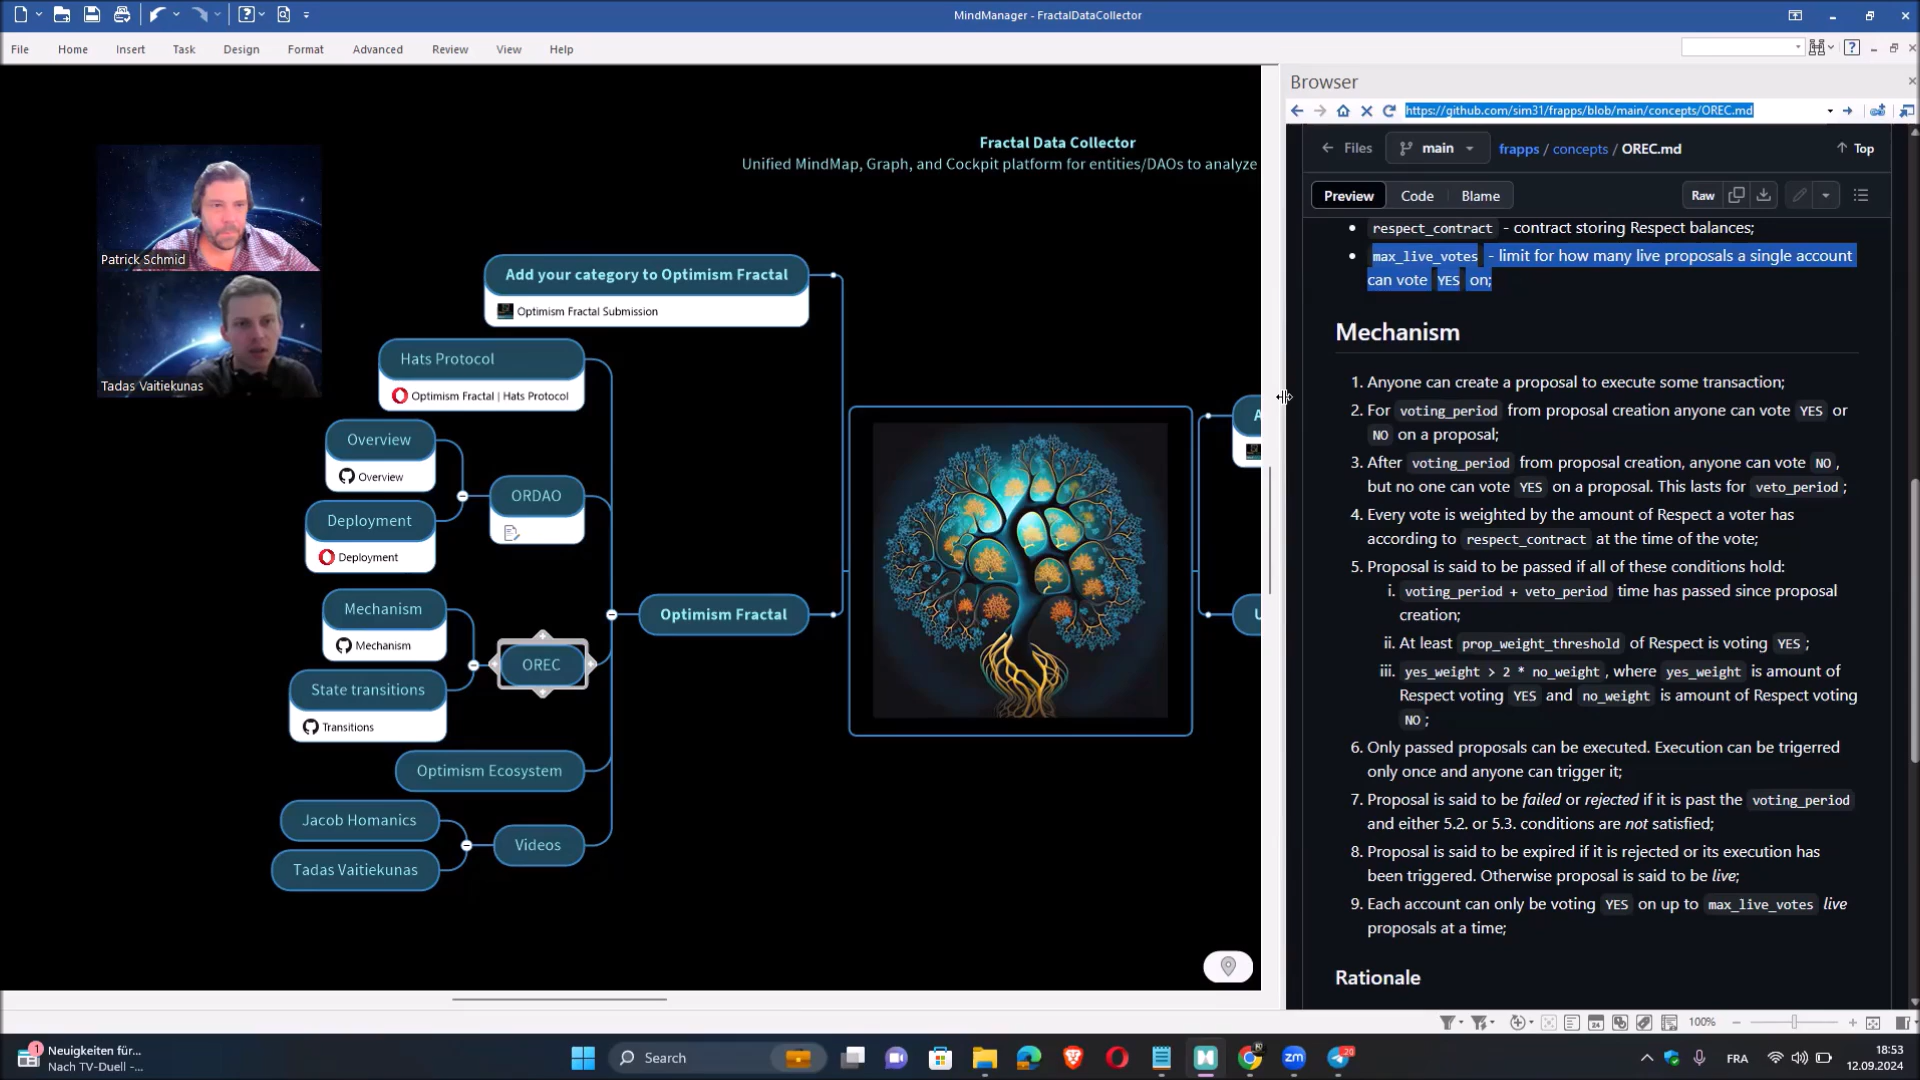 MindManager - FractalDataCollector
File Home Insert Task Design Format Advanced Review View Help
Browser
https://github.com/sim31/frapps/blob/main/concepts/OREC.md
Files main frapps / concepts / OREC.md Top
Preview Code Blame Raw
Fractal Data Collector
Unified MindMap, Graph, and Cockpit platform for entities/DAOs to analyze
Patrick Schmid
Tadas Vaitiekunas
Add your category to Optimism Fractal
Optimism Fractal Submission
Hats Protocol
Optimism Fractal | Hats Protocol
Overview
Overview
ORDAO
Deployment
Deployment
Mechanism
Mechanism
OREC
State transitions
Transitions
Optimism Fractal
Optimism Ecosystem
Jacob Homanics
Videos
Tadas Vaitiekunas
A
U
• respect_contract - contract storing Respect balances;
• max_live_votes - limit for how many live proposals a single account
can vote YES on;
Mechanism
1. Anyone can create a proposal to execute some transaction;
2. For voting_period from proposal creation anyone can vote YES or
NO on a proposal;
3. After voting_period from proposal creation, anyone can vote NO ,
but no one can vote YES on a proposal. This lasts for veto_period ;
4. Every vote is weighted by the amount of Respect a voter has
according to respect_contract at the time of the vote;
5. Proposal is said to be passed if all of these conditions hold:
i. voting_period + veto_period time has passed since proposal
creation;
ii. At least prop_weight_threshold of Respect is voting YES ;
iii. yes_weight > 2 * no_weight , where yes_weight is amount of
Respect voting YES and no_weight is amount of Respect voting
NO ;
6. Only passed proposals can be executed. Execution can be trigerred
only once and anyone can trigger it;
7. Proposal is said to be failed or rejected if it is past the voting_period
and either 5.2. or 5.3. conditions are not satisfied;
8. Proposal is said to be expired if it is rejected or its execution has
been triggered. Otherwise proposal is said to be live;
9. Each account can only be voting YES on up to max_live_votes live
proposals at a time;
Rationale
100%
1 Neuigkeiten für...
Nach TV-Duell -...
Search
zm
20
FRA
18:53
12.09.2024